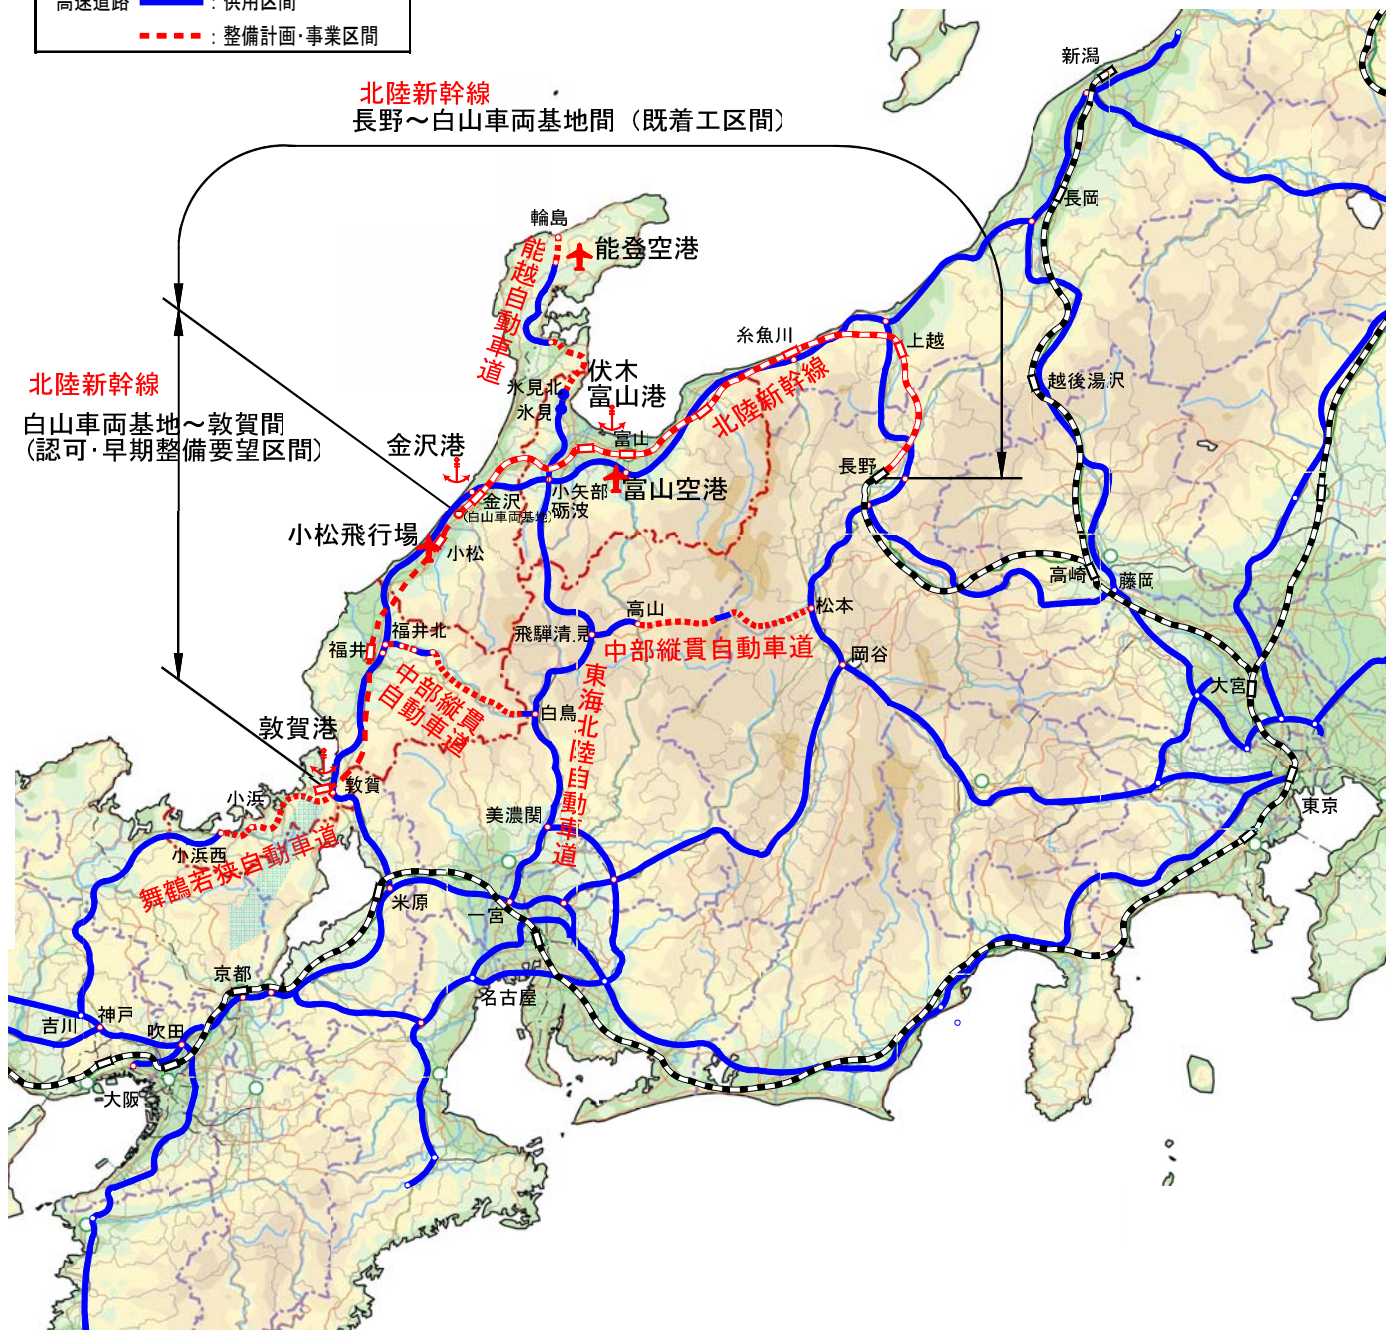 高速道路 ：供用区間
：整備計画･事業区間
北陸新幹線
長野～白山車両基地間（既着工区間）
新潟
長岡
輪島
能登空港
能越自動車道
糸魚川
上越
越後湯沢
北陸新幹線
伏木
富山港
氷見北
氷見
富山
北陸新幹線
白山車両基地～敦賀間
（認可･早期整備要望区間）
金沢港
長野
富山空港
小矢部
砺波
金沢
(白山車両基地)
小松飛行場
小松
高崎
藤岡
高山
松本
飛騨清見
中部縦貫自動車道
福井北
福井
岡谷
中部縦貫
自動車道
東海北陸自動車道
大宮
白鳥
敦賀港
敦賀
小浜
小浜西
舞鶴若狭自動車道
美濃関
東京
米原
一宮
京都
名古屋
吉川
神戸
吹田
大阪